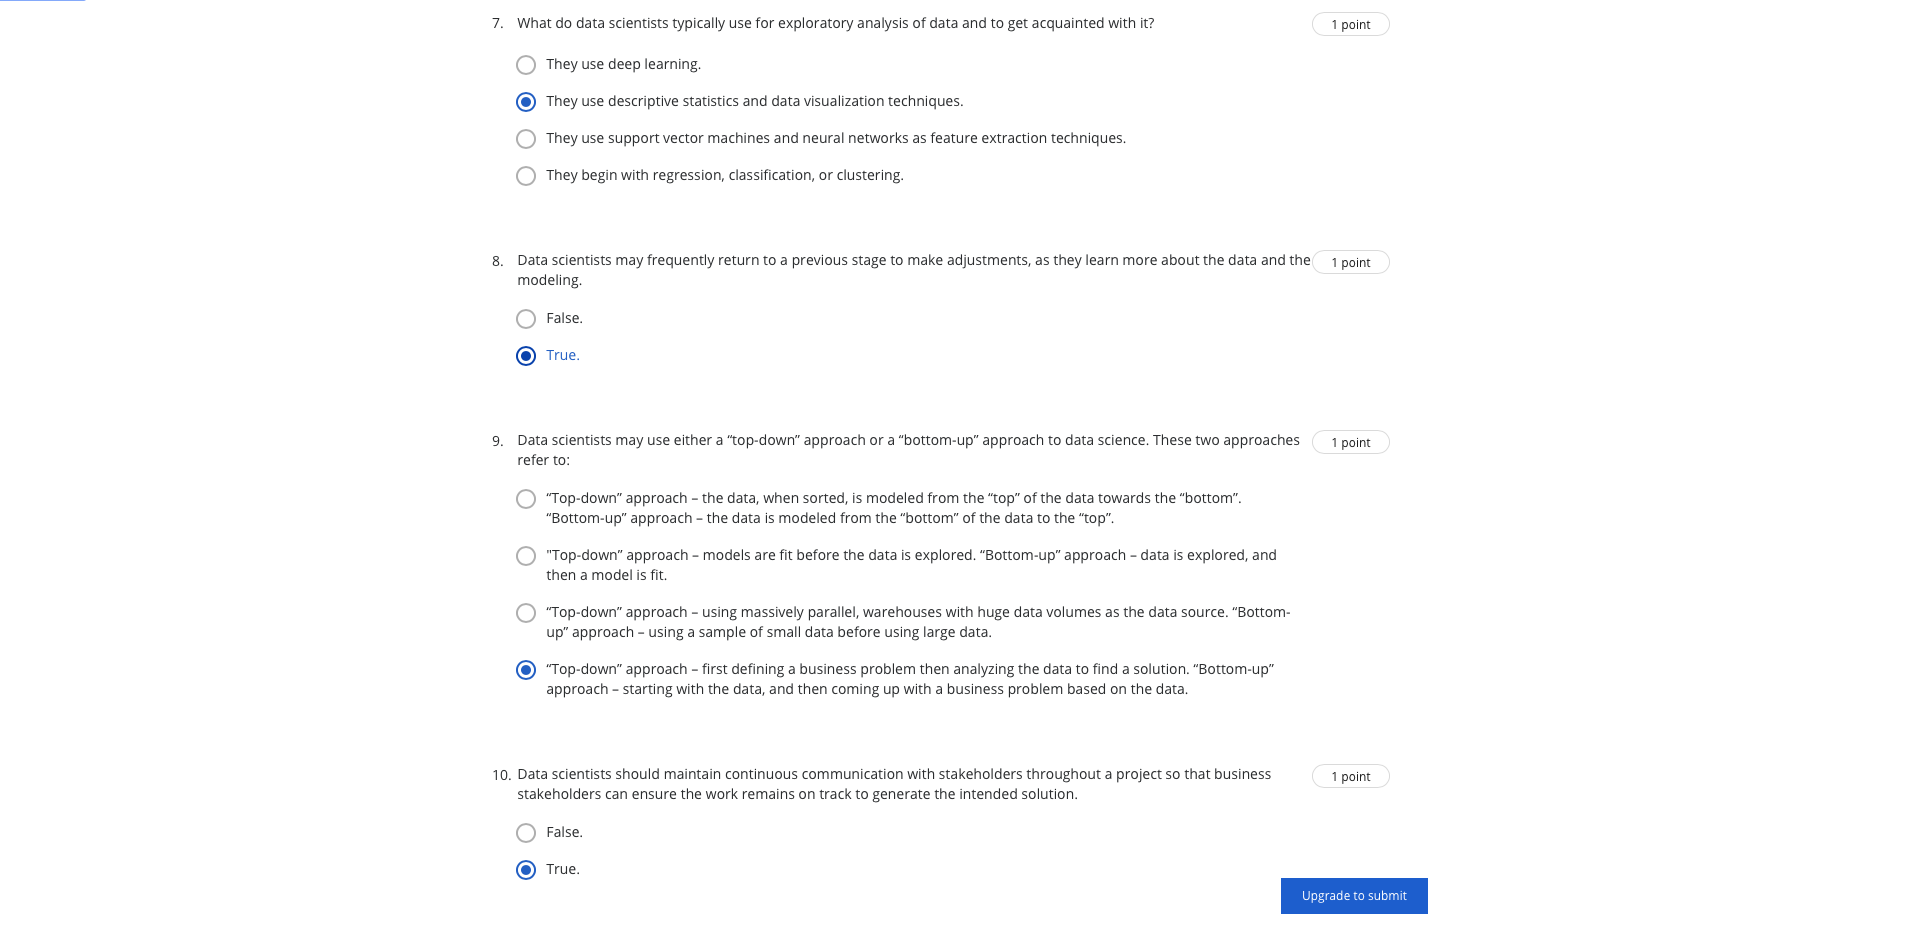 7. What do data scientists typically use for exploratory analysis of data and to get acquainted with it? 1 point
They use deep learning.
They use descriptive statistics and data visualization techniques.
They use support vector machines and neural networks as feature extraction techniques.
They begin with regression, classification, or clustering.
8. Data scientists may frequently return to a previous stage to make adjustments, as they learn more about the data and the 1 point
modeling.
False.
True.
9. Data scientists may use either a “top-down” approach or a “bottom-up” approach to data science. These two approaches 1 point
refer to:
“Top-down” approach – the data, when sorted, is modeled from the “top” of the data towards the “bottom”.
“Bottom-up” approach – the data is modeled from the “bottom” of the data to the “top”.
"Top-down” approach – models are fit before the data is explored. “Bottom-up” approach – data is explored, and
then a model is fit.
“Top-down” approach – using massively parallel, warehouses with huge data volumes as the data source. “Bottom-
up” approach – using a sample of small data before using large data.
“Top-down” approach – first defining a business problem then analyzing the data to find a solution. “Bottom-up”
approach – starting with the data, and then coming up with a business problem based on the data.
10. Data scientists should maintain continuous communication with stakeholders throughout a project so that business 1 point
stakeholders can ensure the work remains on track to generate the intended solution.
False.
True.
Upgrade to submit